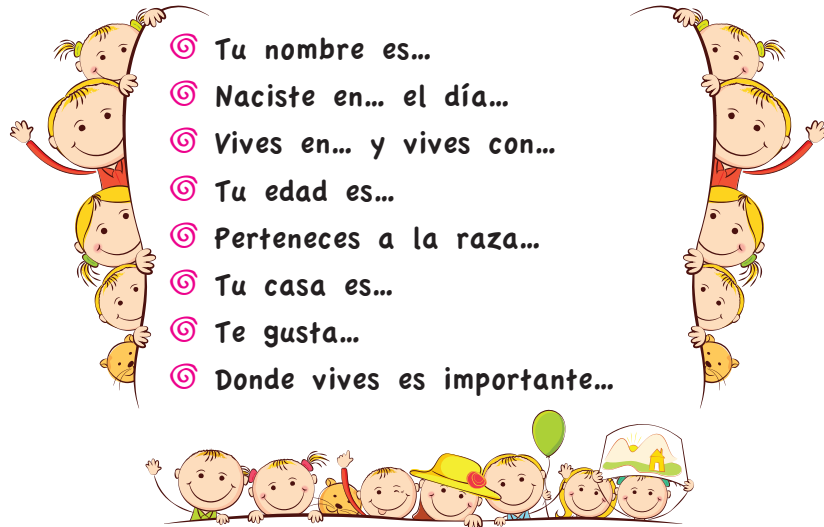 Tu nombre es...
Naciste en... el día...
Vives en... y vives con...
Tu edad es...
Perteneces a la raza...
Tu casa es...
Te gusta...
Donde vives es importante...